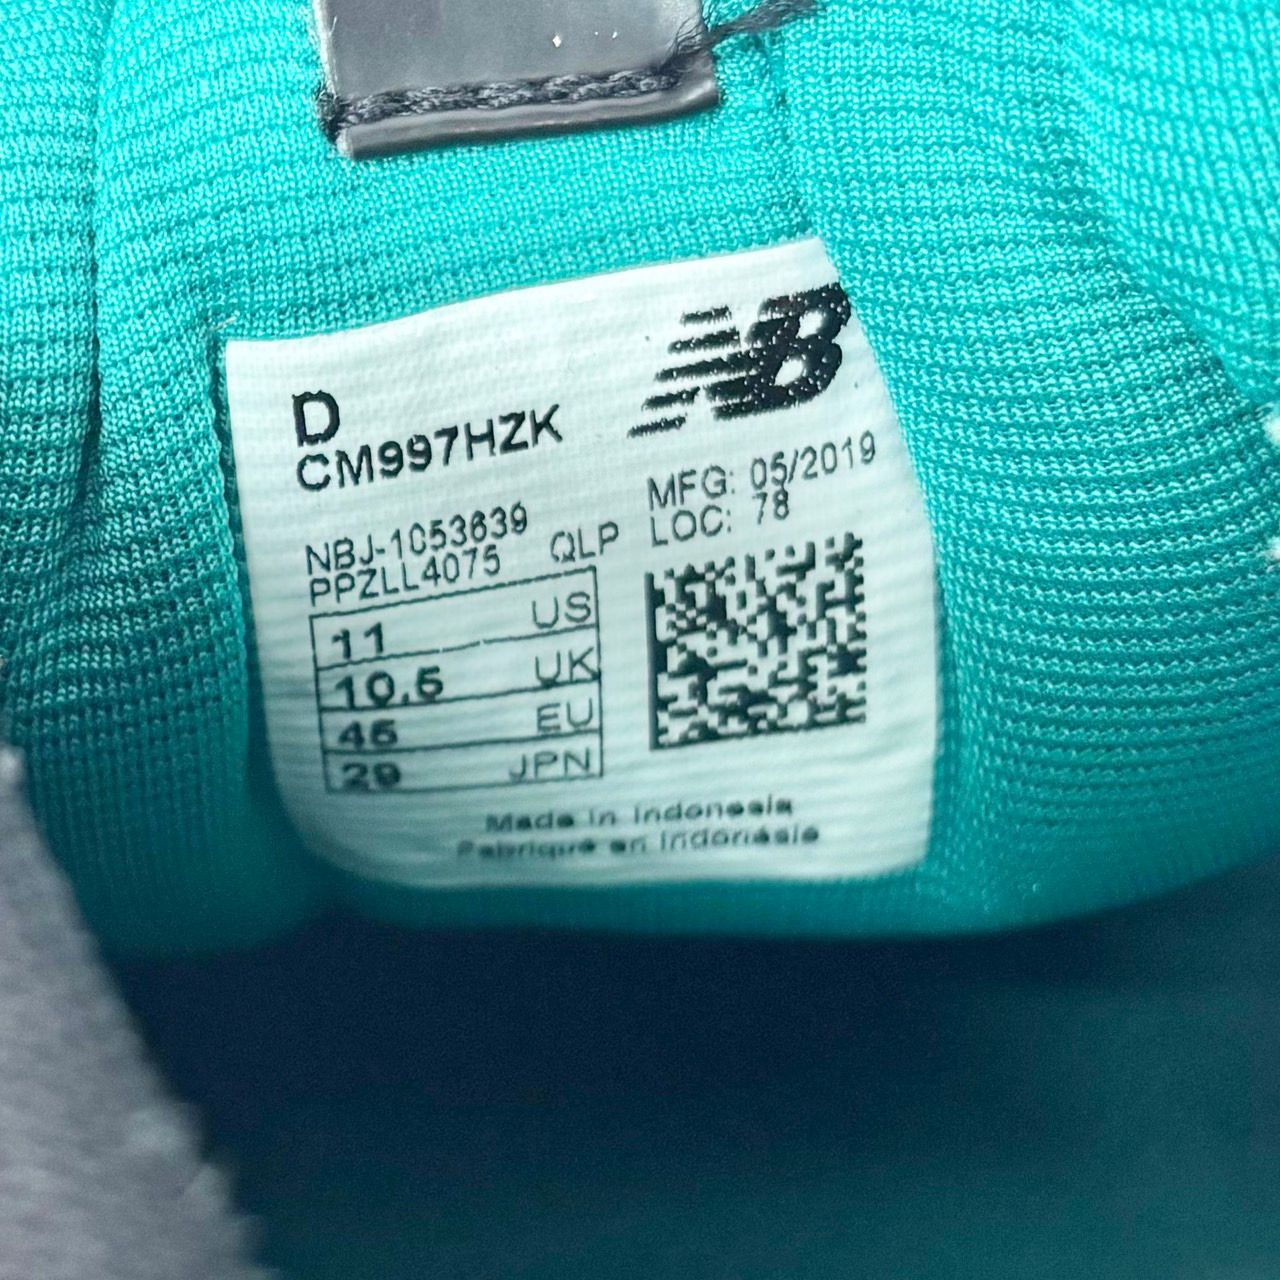 NB
D
CM997HZK
MFG: 05/2019
LOC: 78
NBJ-1053639
PPZLL4075 QLP
11 US
10.5 UK
45 EU
29 JPN
Made in Indonesia
Fabriqué en Indonésie